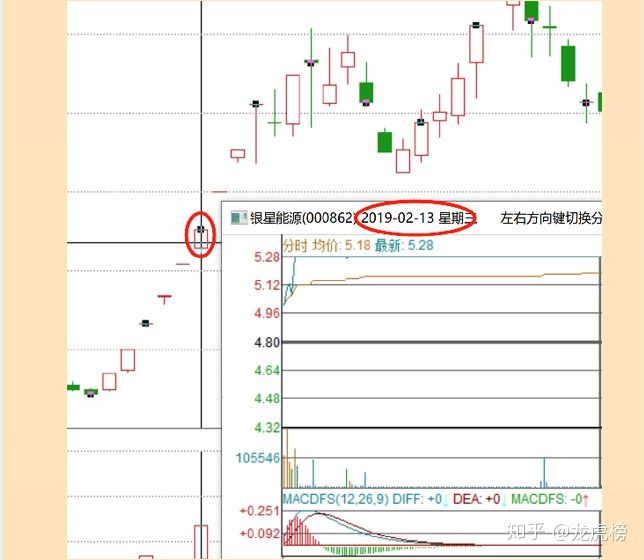 银星能源(000862) 2019-02-13 星期三 左右方向键切换分
分时 均价: 5.18 最新: 5.28
5.28
5.12
4.96
4.80
4.64
4.48
4.32
105546
MACDFS(12,26,9) DIFF: +0↓ DEA: +0↓ MACDFS: -0↑
+0.251
+0.092
知乎 @龙虎榜